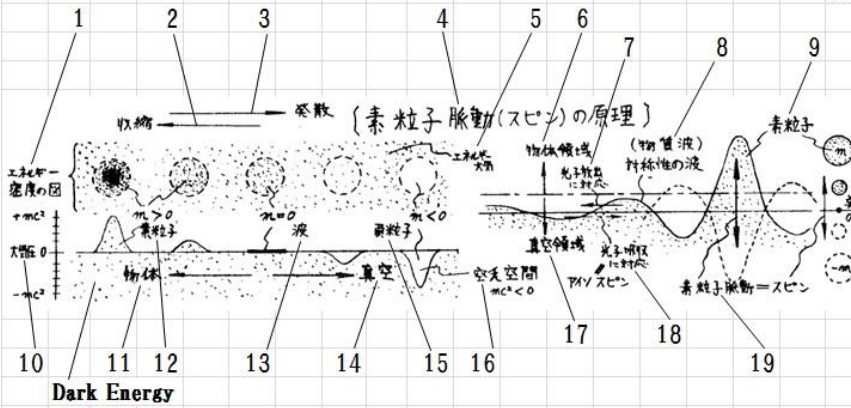 1 2 3 4 5 6 7 8 9
収縮 発散
{素粒子脈動(スピン)の原理}
エネルギー
密度の図
エネルギー
大気
m>0
m=0
m<0
+mc²
0
-mc²
素粒子
波
真粒子
物体
真空
空孔空間
mc²<0
物体領域
光子放出
に対応
(物質波)
対称性の波
素粒子
m
-m
真空領域
光子吸収
に対応
アイソスピン
素粒子脈動=スピン
10 11 12 13 14 15 16 17 18 19
Dark Energy